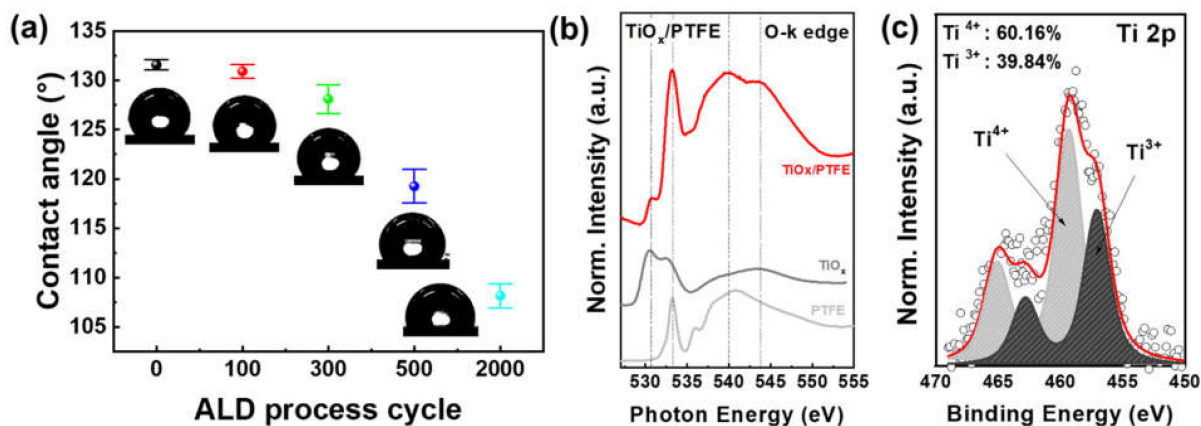 (a)
135
130
125
120
115
110
105
Contact angle (°)
0 100 300 500 2000
ALD process cycle
(b)
TiOx/PTFE O-k edge
TiOx/PTFE
TiOx
PTFE
Norm. Intensity (a.u.)
530 535 540 545 550 555
Photon Energy (eV)
(c)
Ti 4+ : 60.16%
Ti 3+ : 39.84%
Ti 2p
Ti4+
Ti3+
Norm. Intensity (a.u.)
470 465 460 455 450
Binding Energy (eV)